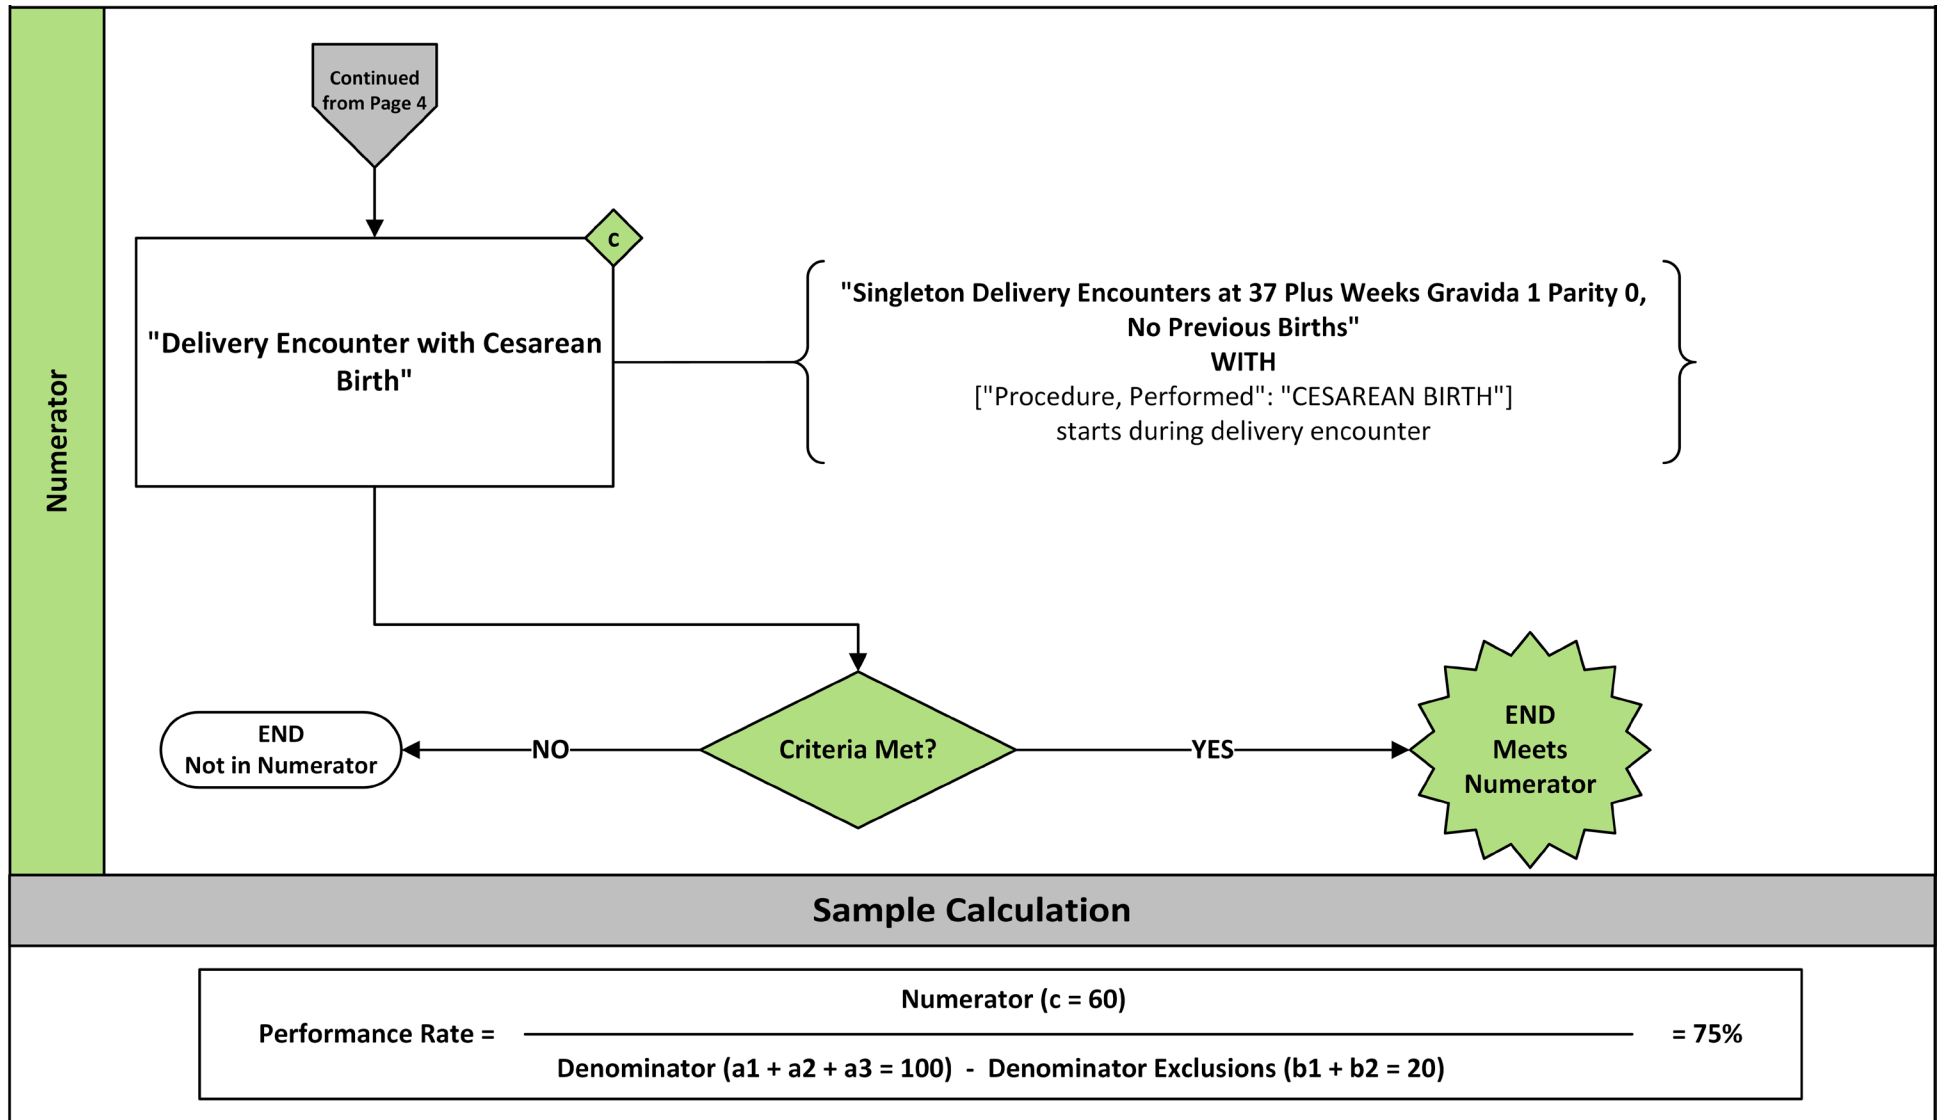 Numerator
Continued
from Page 4
c
"Delivery Encounter with Cesarean
Birth"
"Singleton Delivery Encounters at 37 Plus Weeks Gravida 1 Parity 0,
No Previous Births"
WITH
["Procedure, Performed": "CESAREAN BIRTH"]
starts during delivery encounter
END
Not in Numerator
NO
Criteria Met?
YES
END
Meets
Numerator
Sample Calculation
Numerator (c = 60)
Performance Rate =
= 75%
Denominator (a1 + a2 + a3 = 100) - Denominator Exclusions (b1 + b2 = 20)